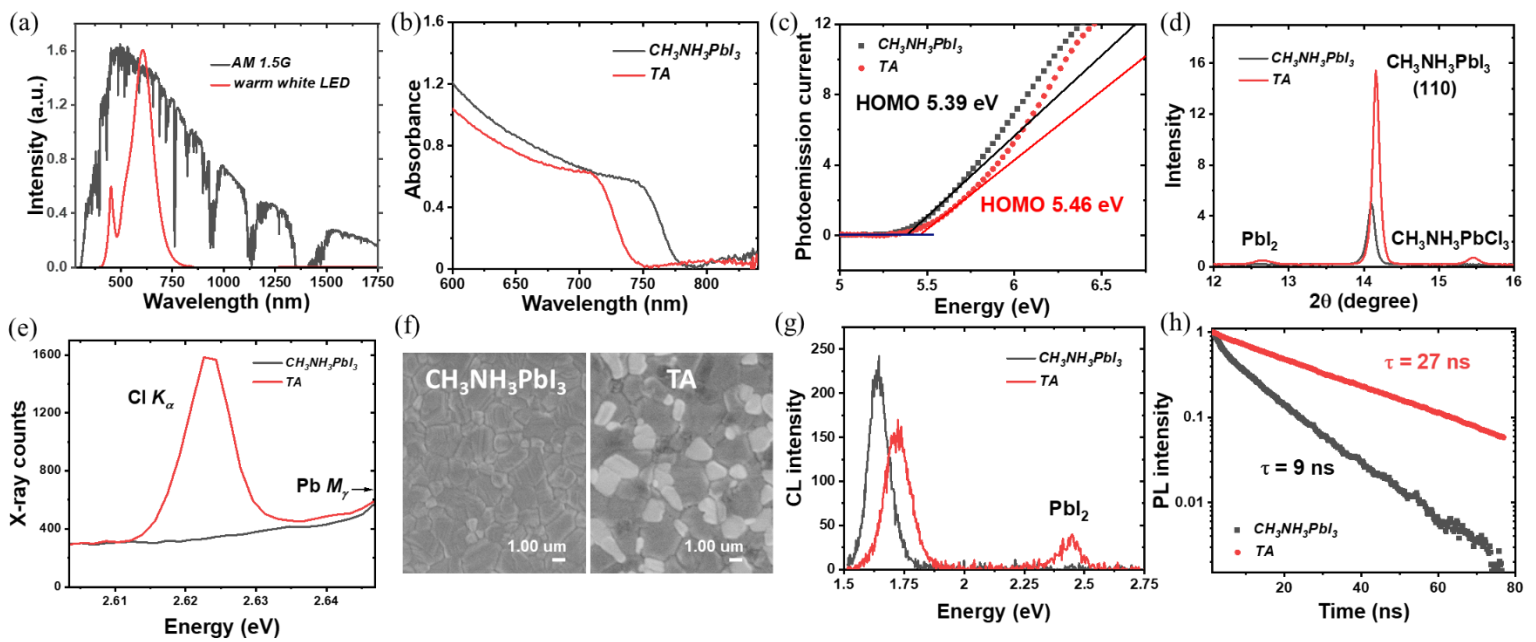 (a)
AM 1.5G
warm white LED
Intensity (a.u.)
1.6
1.2
0.8
0.4
0.0
500 750 1000 1250 1500 1750
Wavelength (nm)
(b)
CH₃NH₃PbI₃
TA
Absorbance
1.6
1.2
0.8
0.4
0.0
600 650 700 750 800
Wavelength (nm)
(c)
CH₃NH₃PbI₃
TA
HOMO 5.39 eV
HOMO 5.46 eV
Photoemission current
12
10
8
6
4
2
0
5.0 5.5 6.0 6.5
Energy (eV)
(d)
CH₃NH₃PbI₃
TA
CH₃NH₃PbI₃
(110)
PbI₂
CH₃NH₃PbCl₃
Intensity
20
16
12
8
4
0
12 13 14 15 16
2θ (degree)
(e)
CH₃NH₃PbI₃
TA
Cl Kα
Pb Mγ
X-ray counts
1600
1200
800
400
0
2.61 2.62 2.63 2.64
Energy (eV)
(f)
CH₃NH₃PbI₃
1.00 um
TA
1.00 um
(g)
CH₃NH₃PbI₃
TA
PbI₂
CL intensity
250
200
150
100
50
0
1.5 1.75 2 2.25 2.5 2.75
Energy (eV)
(h)
τ = 27 ns
τ = 9 ns
CH₃NH₃PbI₃
TA
PL intensity
1
0.1
0.01
20 40 60 80
Time (ns)